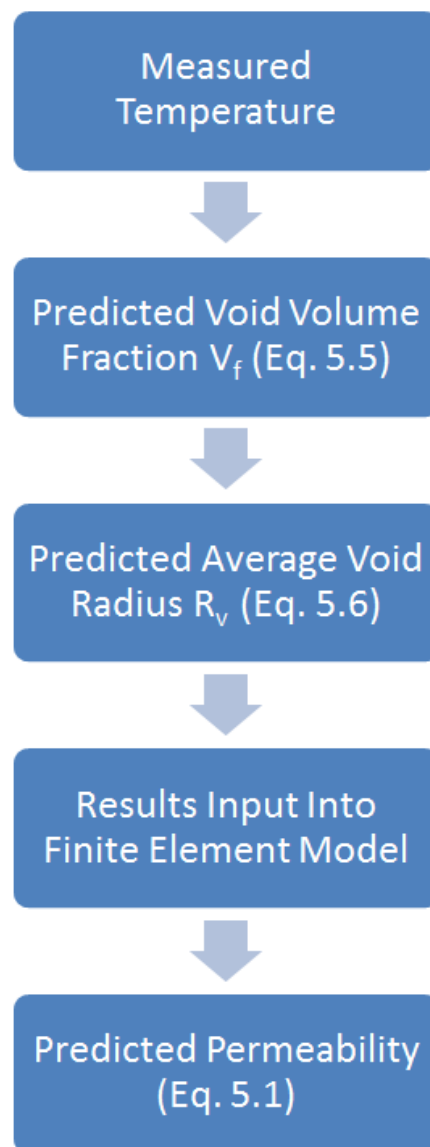 Measured
Temperature
Predicted Void Volume
Fraction V_f (Eq. 5.5)
Predicted Average Void
Radius R_v (Eq. 5.6)
Results Input Into
Finite Element Model
Predicted Permeability
(Eq. 5.1)